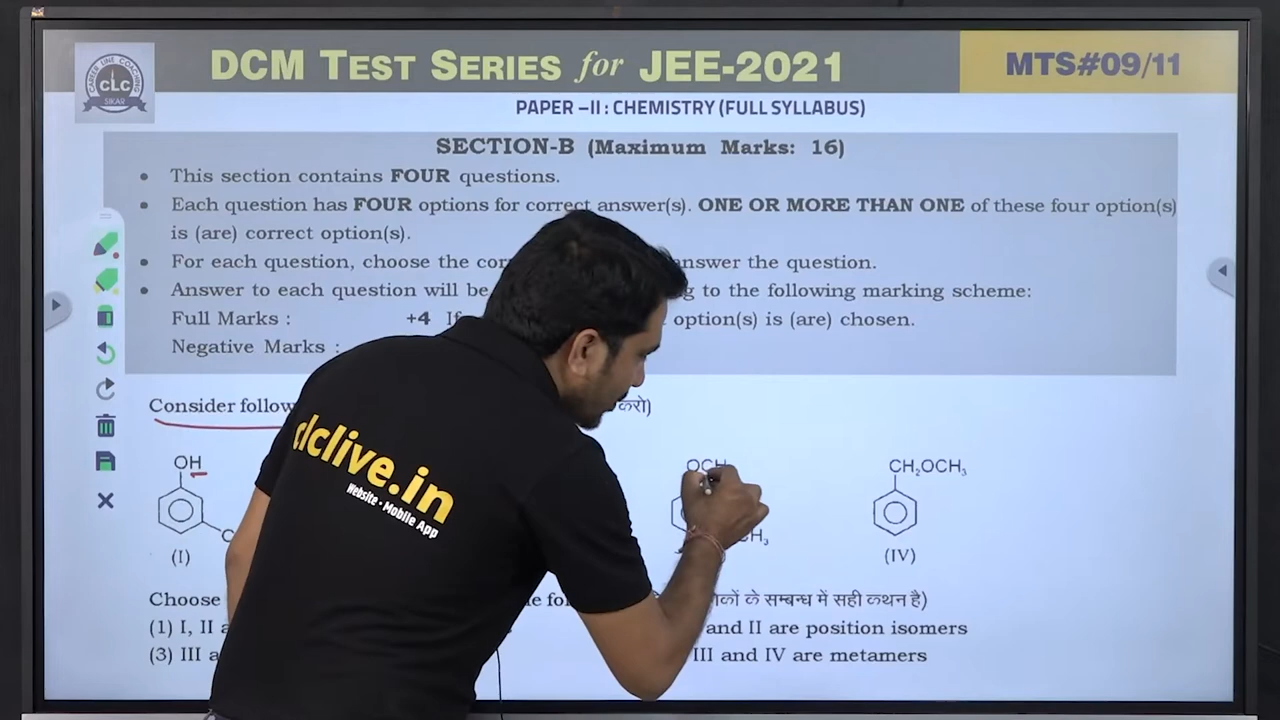 DCM TEST SERIES for JEE-2021
MTS#09/11
CAREER LINE COACHING
CLC
SIKAR
PAPER –II : CHEMISTRY (FULL SYLLABUS)
SECTION-B (Maximum Marks: 16)
• This section contains FOUR questions.
• Each question has FOUR options for correct answer(s). ONE OR MORE THAN ONE of these four option(s)
is (are) correct option(s).
• For each question, choose the answer the question.
• Answer to each question will be to the following marking scheme:
Full Marks : +4 If option(s) is (are) chosen.
Negative Marks :
Consider करो)
OH
CH₂OCH₃
(I)
(IV)
Choose के सम्बन्ध में सही कथन है)
(1) I, II and II are position isomers
(3) III III and IV are metamers
clclive.in
Website • Mobile App